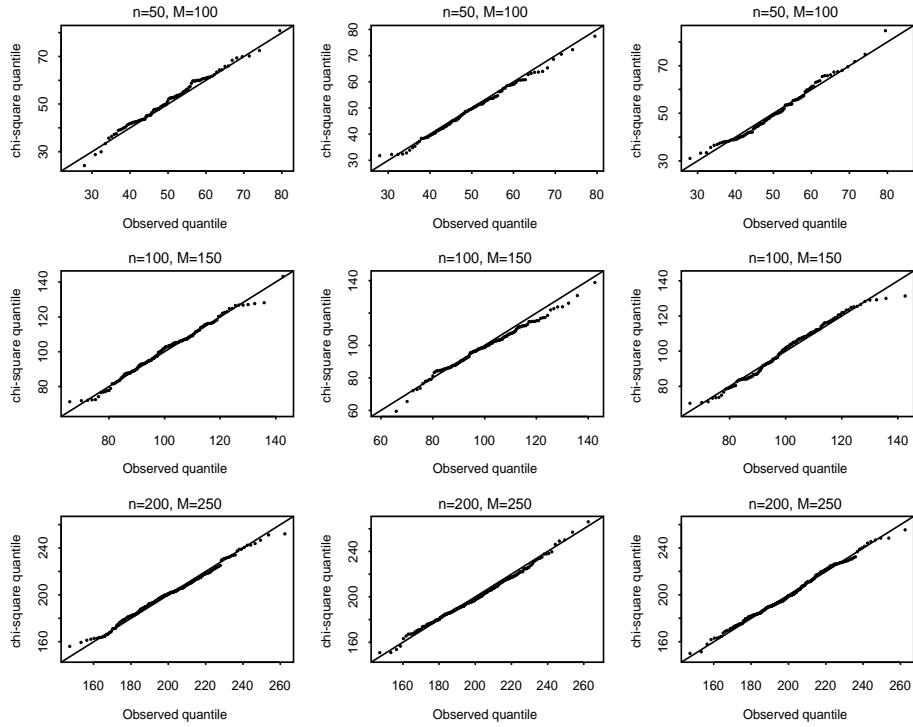 n=50, M=100
chi-square quantile
30 50 70
30 40 50 60 70 80
Observed quantile
n=50, M=100
chi-square quantile
30 40 50 60 70 80
30 40 50 60 70 80
Observed quantile
n=50, M=100
chi-square quantile
30 50 70
30 40 50 60 70 80
Observed quantile
n=100, M=150
chi-square quantile
80 100 120 140
80 100 120 140
Observed quantile
n=100, M=150
chi-square quantile
60 80 100 120 140
60 80 100 120 140
Observed quantile
n=100, M=150
chi-square quantile
80 100 120 140
80 100 120 140
Observed quantile
n=200, M=250
chi-square quantile
160 200 240
160 180 200 220 240 260
Observed quantile
n=200, M=250
chi-square quantile
160 200 240
160 180 200 220 240 260
Observed quantile
n=200, M=250
chi-square quantile
160 200 240
160 180 200 220 240 260
Observed quantile